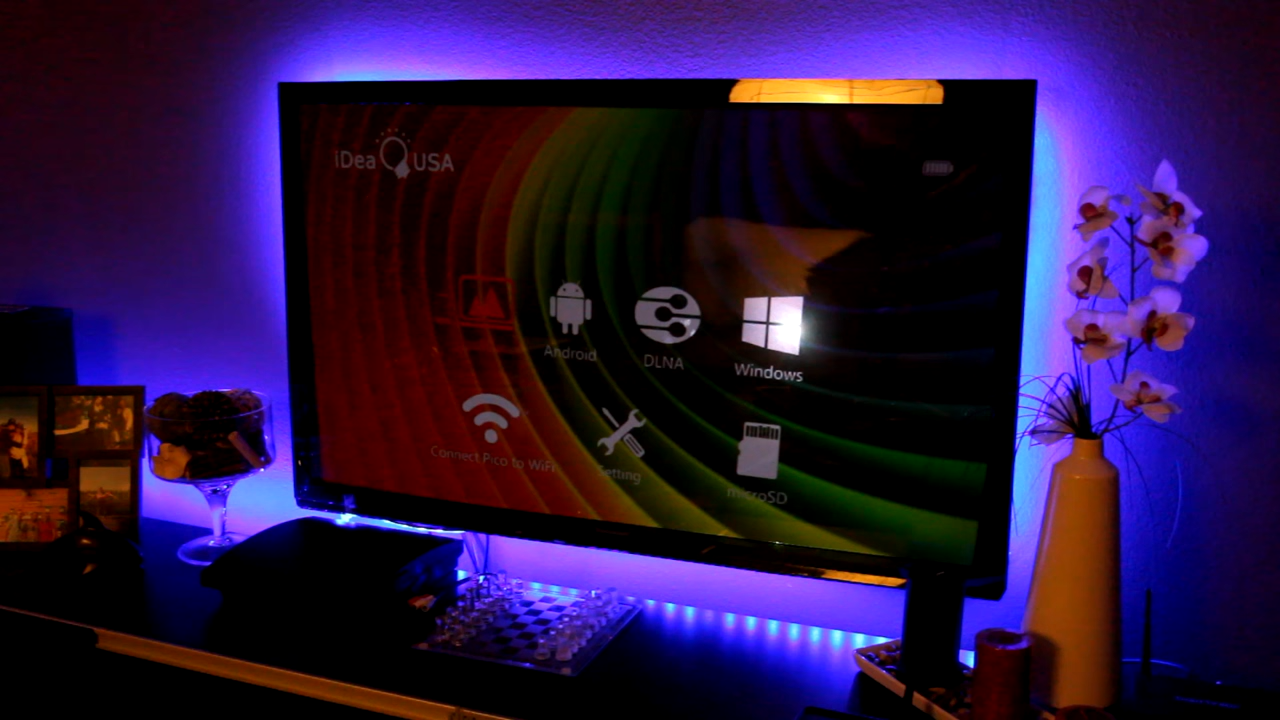 iDea USA
Android
DLNA
Windows
Connect Pico to WiFi
Setting
microSD